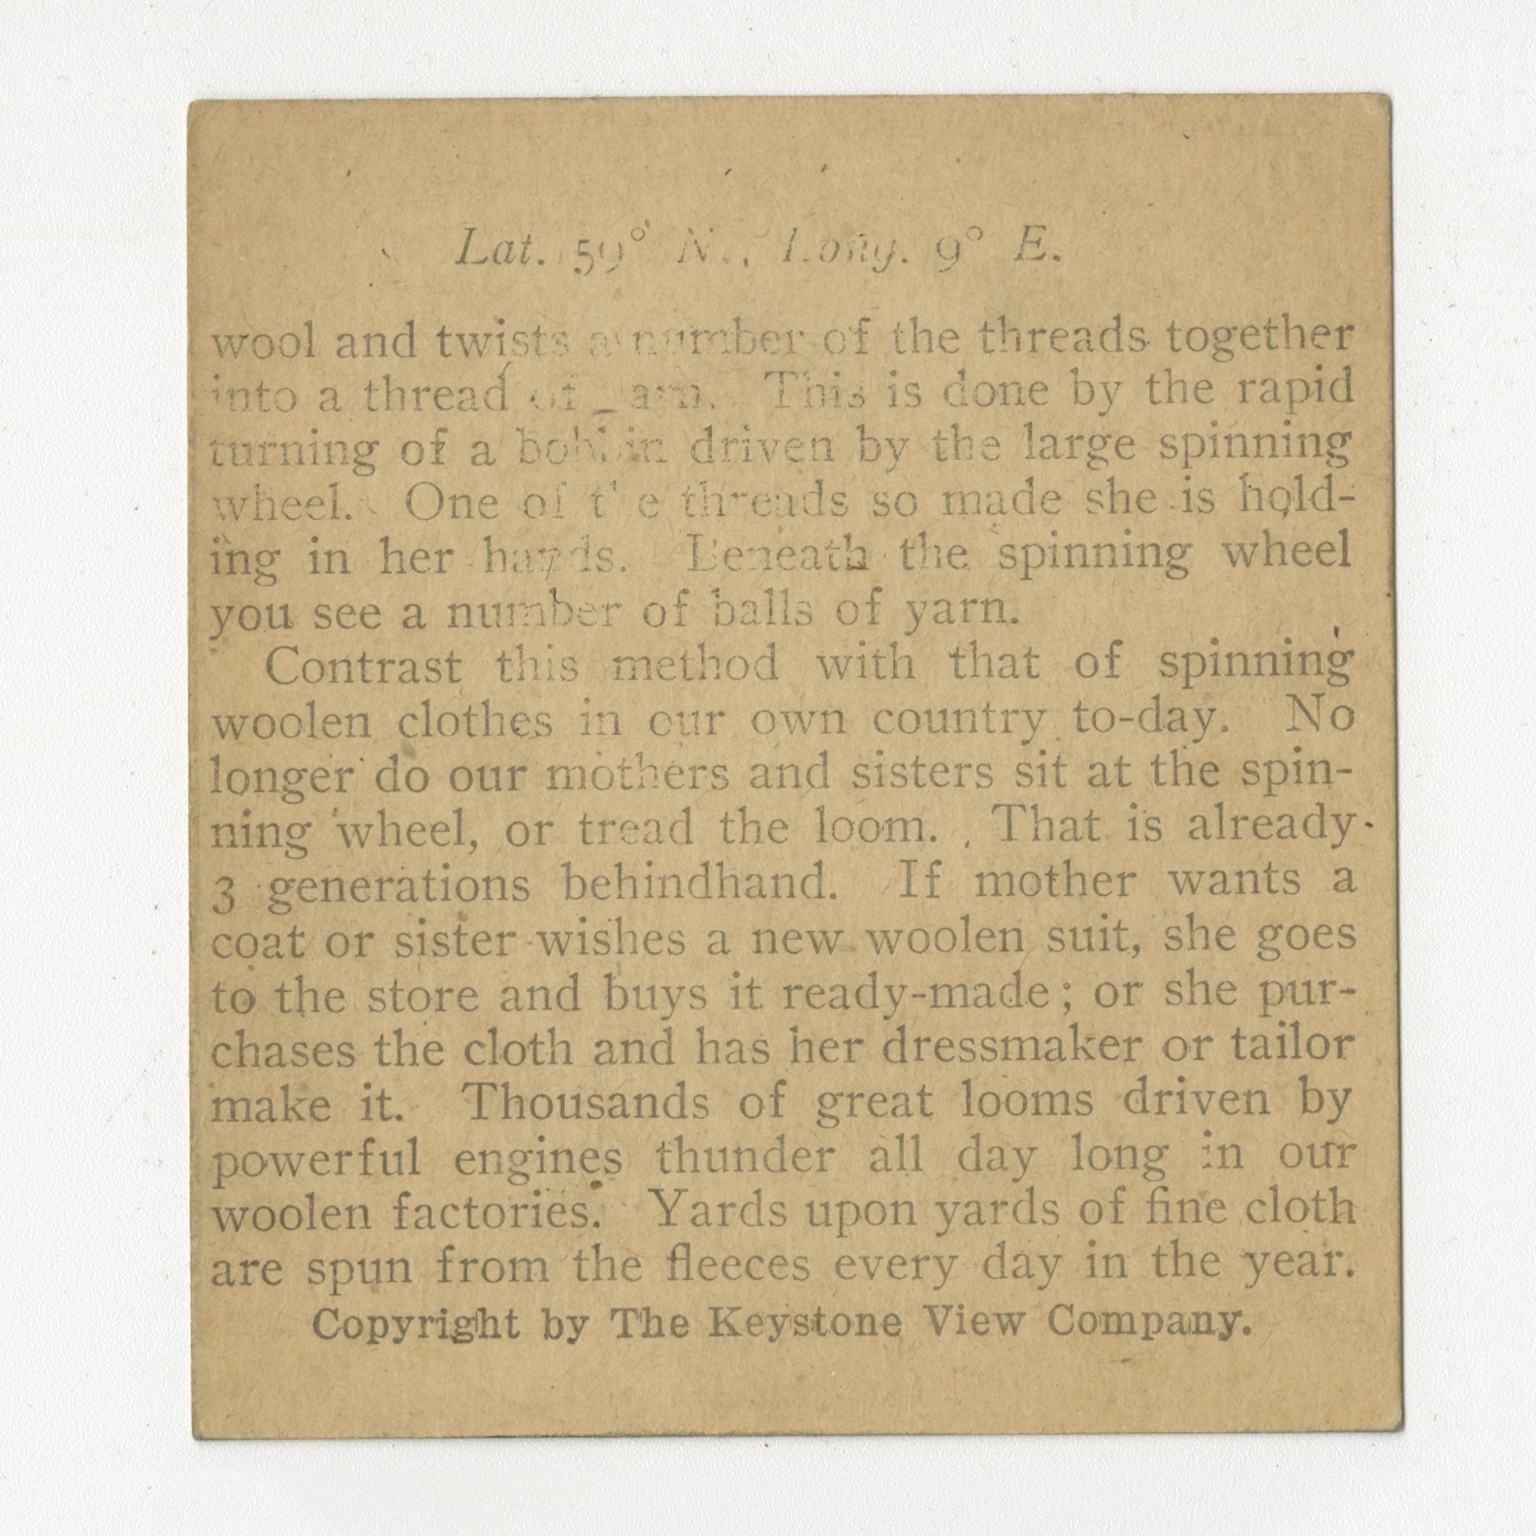 Lat. 59° N., Long. 9° E.
wool and twists a number of the threads together
into a thread of yarn. This is done by the rapid
turning of a bobbin driven by the large spinning
wheel. One of the threads so made she is hold-
ing in her hands. Beneath the spinning wheel
you see a number of balls of yarn.
Contrast this method with that of spinning
woolen clothes in our own country to-day. No
longer do our mothers and sisters sit at the spin-
ning wheel, or tread the loom. That is already
3 generations behindhand. If mother wants a
coat or sister wishes a new woolen suit, she goes
to the store and buys it ready-made; or she pur-
chases the cloth and has her dressmaker or tailor
make it. Thousands of great looms driven by
powerful engines thunder all day long in our
woolen factories. Yards upon yards of fine cloth
are spun from the fleeces every day in the year.
Copyright by The Keystone View Company.